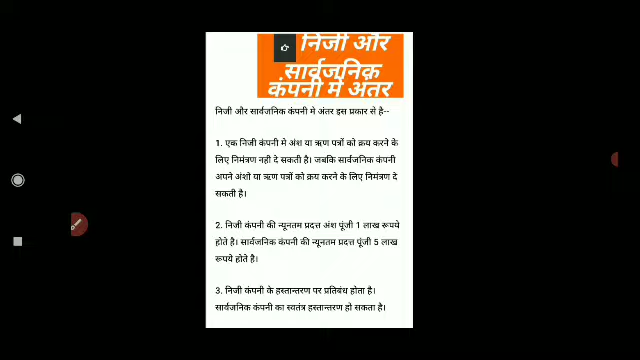 निजी और
सार्वजनिक
कंपनी में अंतर
निजी और सार्वजनिक कंपनी मे अंतर इस प्रकार से है--
1. एक निजी कंपनी मे अंश या ऋण पत्रों को क्रय करने के
लिए निमंत्रण नही दे सकती है। जबकि सार्वजनिक कंपनी
अपने अंशो या ऋण पत्रों को क्रय करने के लिए निमंत्रण दे
सकती है।
2. निजी कंपनी की न्यूनतम प्रदत्त अंश पूंजी 1 लाख रूपये
होते है। सार्वजनिक कंपनी की न्यूनतम प्रदत्त पूंजी 5 लाख
रूपये होते है।
3. निजी कंपनी के हस्तान्तरण पर प्रतिबंध होता है।
सार्वजनिक कंपनी का स्वतंत्र हस्तान्तरण हो सकता है।